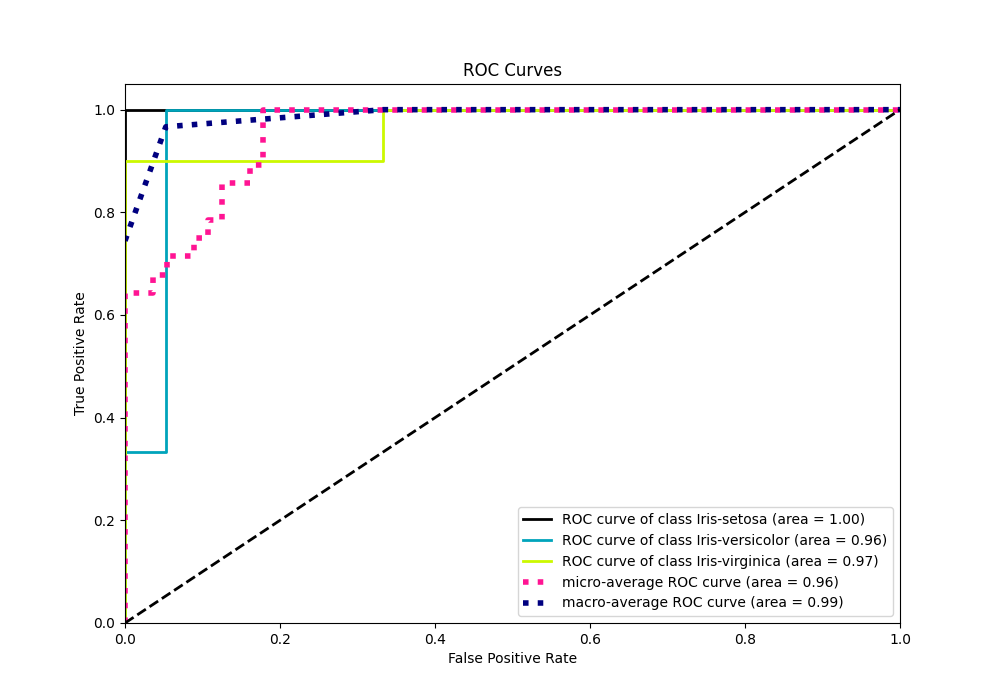 ROC Curves
1.0
0.8
0.6
0.4
0.2
0.0
True Positive Rate
0.0
0.2
0.4
0.6
0.8
1.0
False Positive Rate
ROC curve of class Iris-setosa (area = 1.00)
ROC curve of class Iris-versicolor (area = 0.96)
ROC curve of class Iris-virginica (area = 0.97)
micro-average ROC curve (area = 0.96)
macro-average ROC curve (area = 0.99)